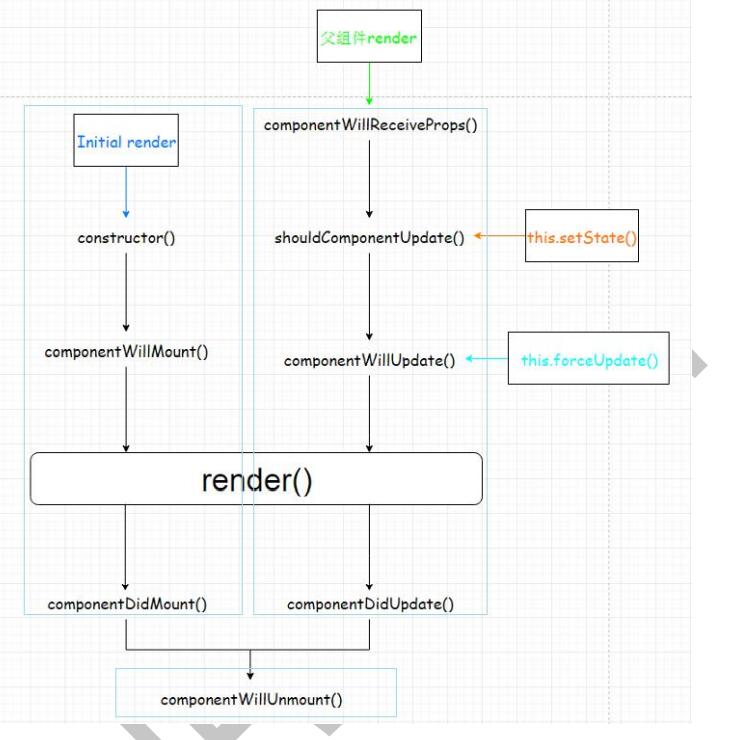 父组件render
componentWillReceiveProps()
Initial render
constructor()
shouldComponentUpdate()
this.setState()
componentWillMount()
componentWillUpdate()
this.forceUpdate()
render()
componentDidMount()
componentDidUpdate()
componentWillUnmount()